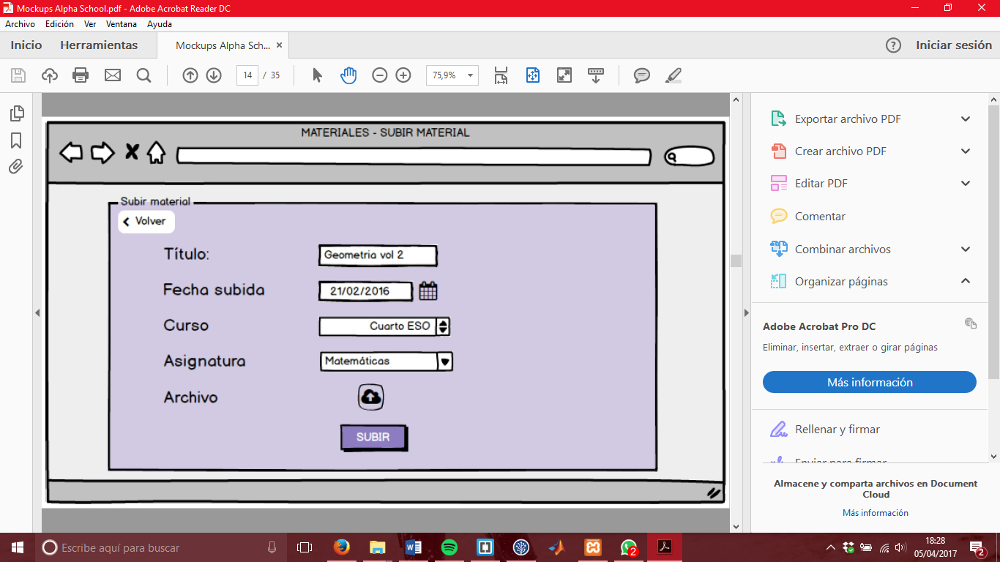 Mockups Alpha School.pdf - Adobe Acrobat Reader DC
Archivo Edición Ver Ventana Ayuda
Inicio Herramientas Mockups Alpha Sch... Iniciar sesión
14 / 35 75,9%
MATERIALES - SUBIR MATERIAL
Subir material
Volver
Título: Geometria vol 2
Fecha subida 21/02/2016
Curso Cuarto ESO
Asignatura Matemáticas
Archivo
SUBIR
Exportar archivo PDF
Crear archivo PDF
Editar PDF
Comentar
Combinar archivos
Organizar páginas
Adobe Acrobat Pro DC
Eliminar, insertar, extraer o girar páginas
Más información
Rellenar y firmar
Enviar para firmar
Almacene y comparta archivos en Document
Cloud
Más información
Escribe aquí para buscar
2
18:28
05/04/2017
2